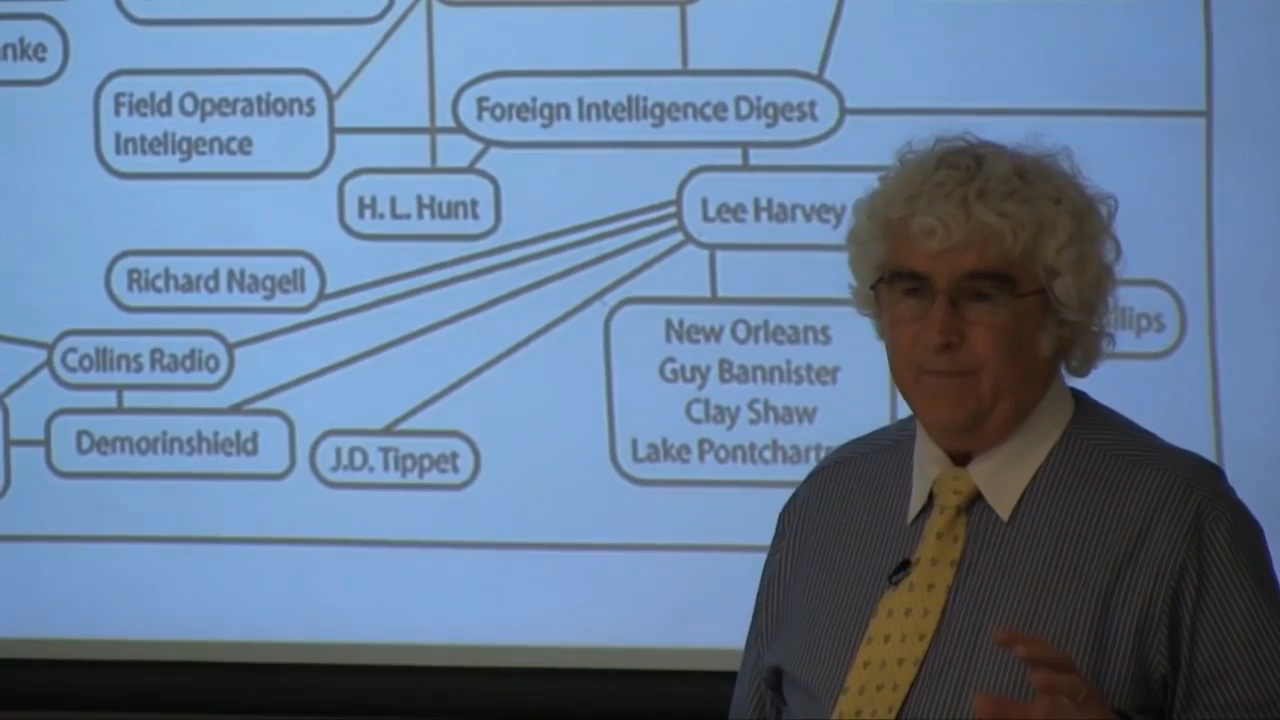 nke
Field Operations
Inteligence
Foreign Intelligence Digest
H. L. Hunt
Lee Harvey
Richard Nagell
Collins Radio
Demorinshield
J.D. Tippet
New Orleans
Guy Bannister
Clay Shaw
Lake Pontchart
llips